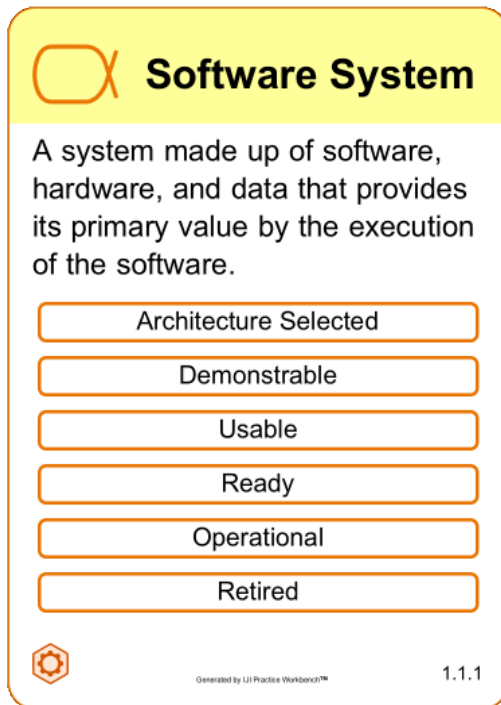 Software System
A system made up of software,
hardware, and data that provides
its primary value by the execution
of the software.
Architecture Selected
Demonstrable
Usable
Ready
Operational
Retired
Generated by IJI Practice Workbench™
1.1.1